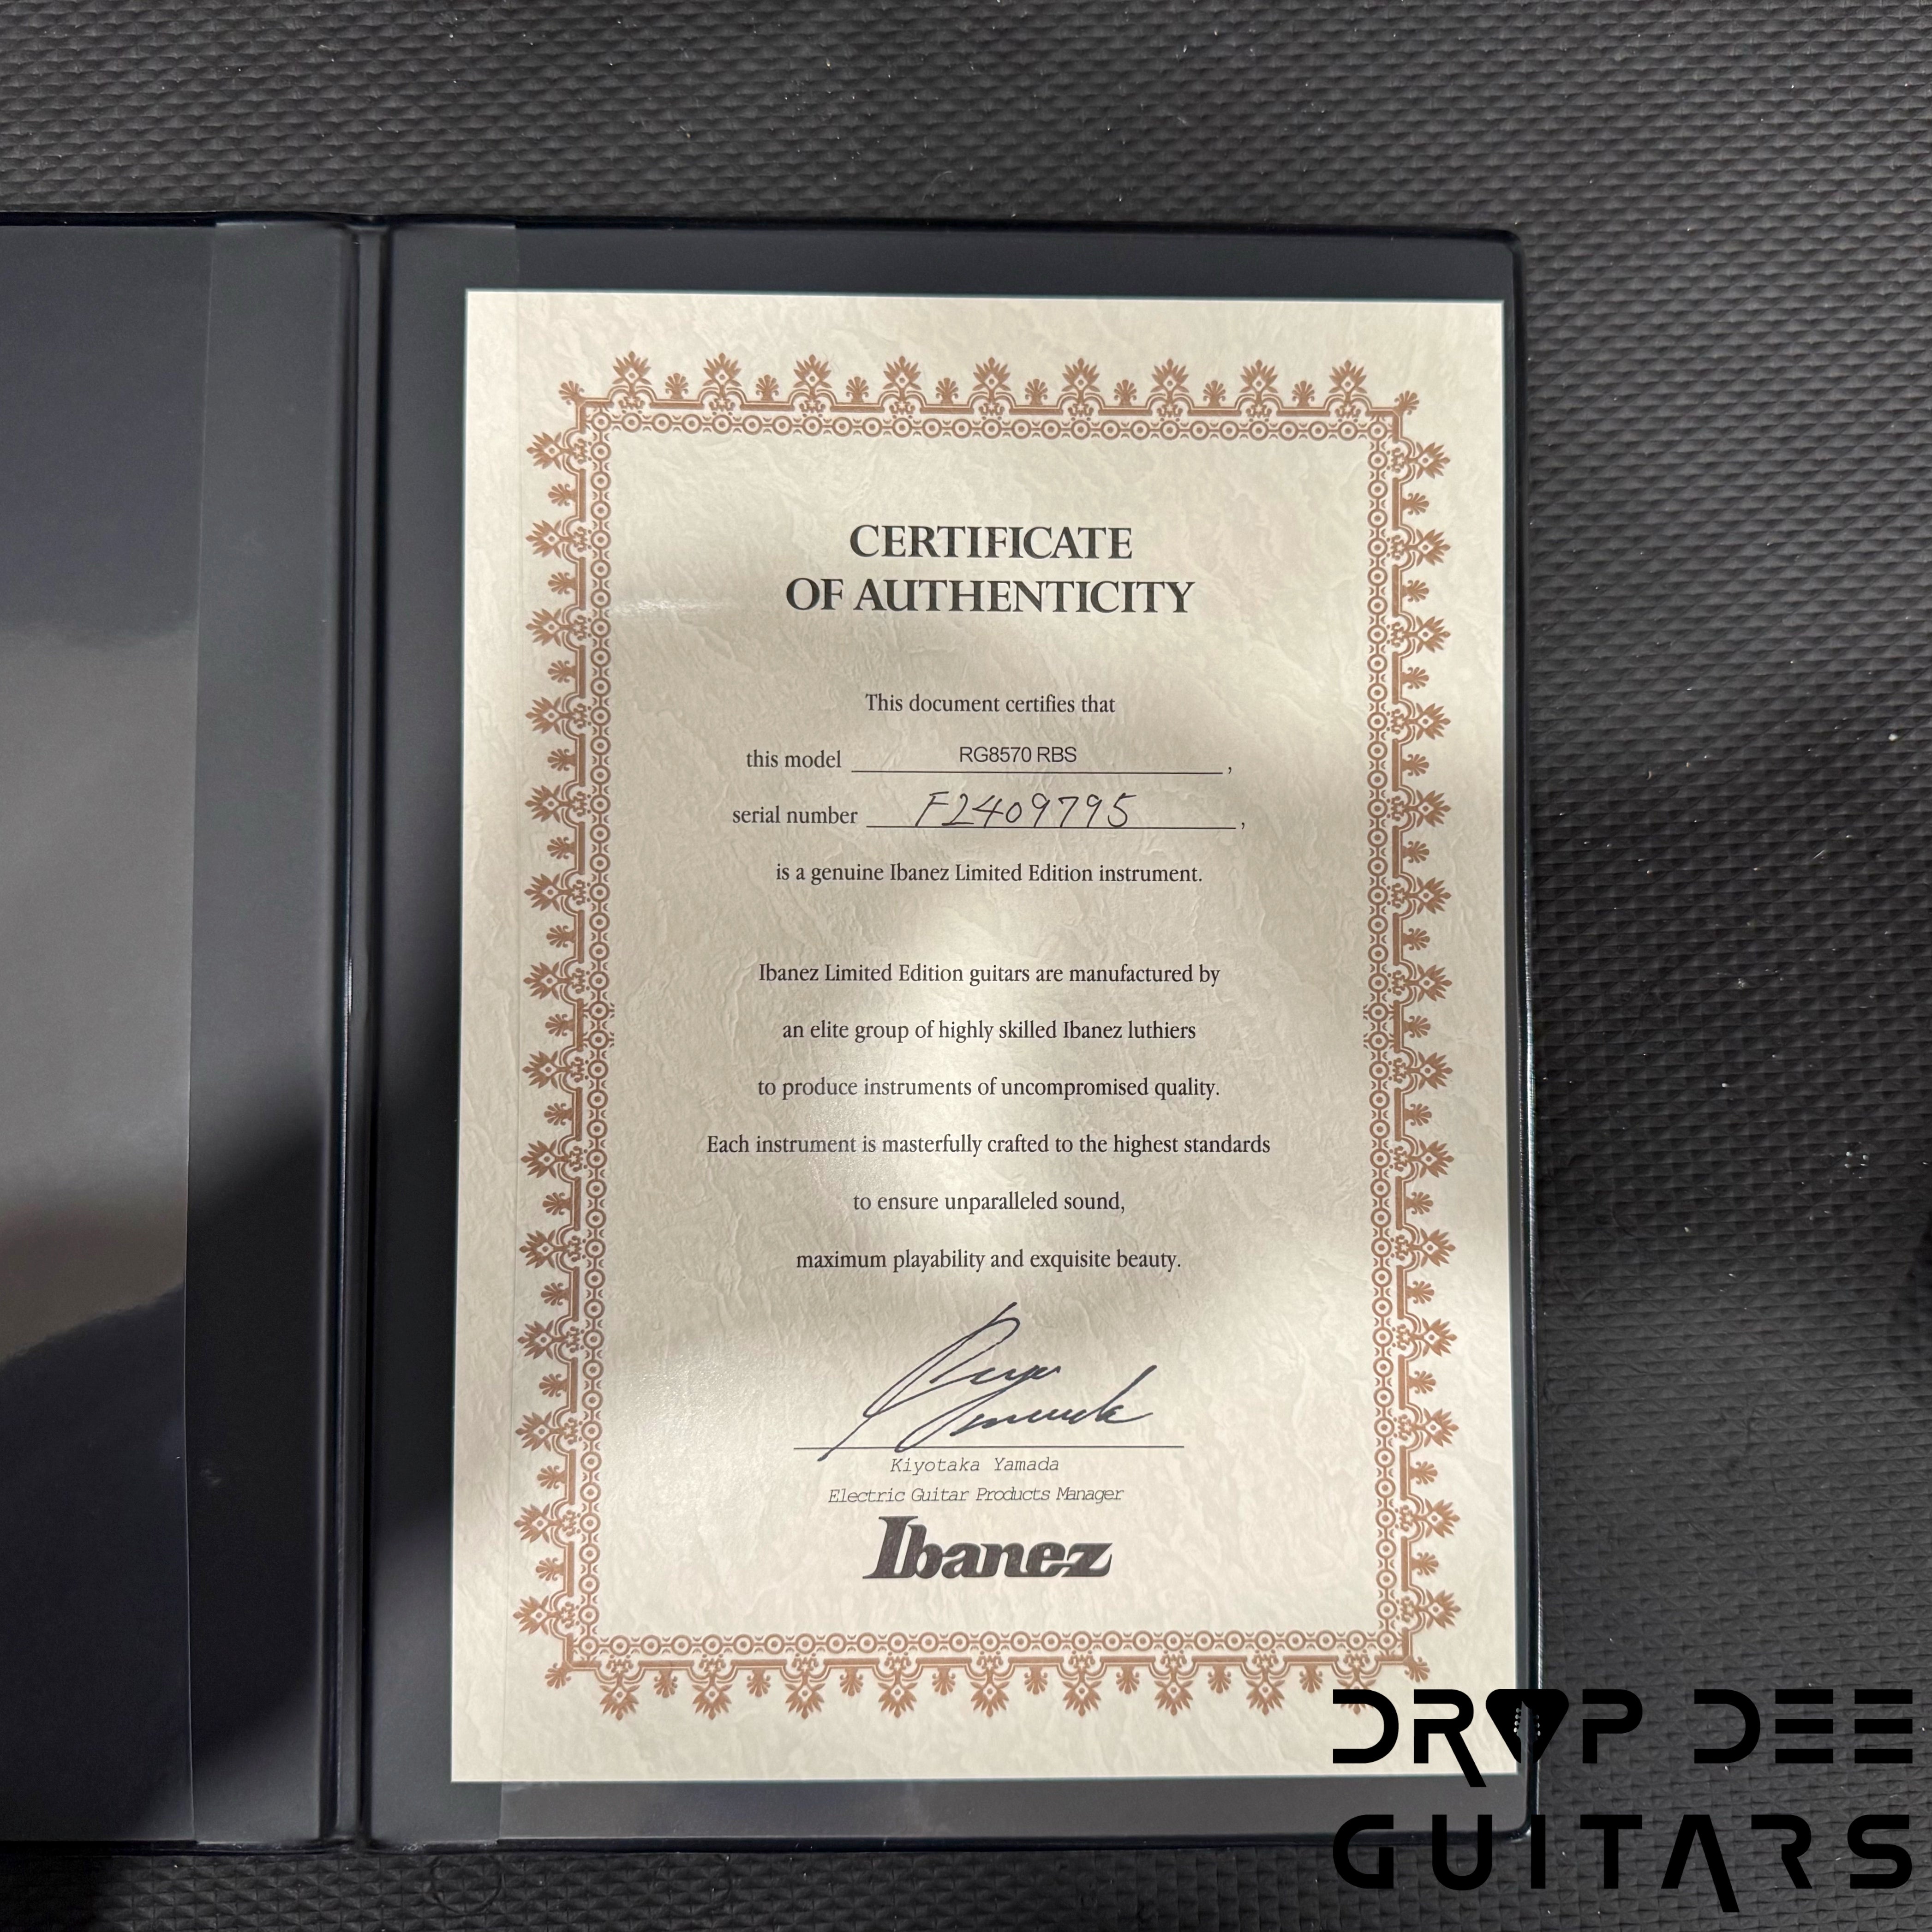 CERTIFICATE
OF AUTHENTICITY
This document certifies that
this model RG8570 RBS ,
serial number F2409795 ,
is a genuine Ibanez Limited Edition instrument.
Ibanez Limited Edition guitars are manufactured by
an elite group of highly skilled Ibanez luthiers
to produce instruments of uncompromised quality.
Each instrument is masterfully crafted to the highest standards
to ensure unparalleled sound,
maximum playability and exquisite beauty.
Kiyotaka Yamada
Electric Guitar Products Manager
Ibanez
DROP DEE
GUITARS